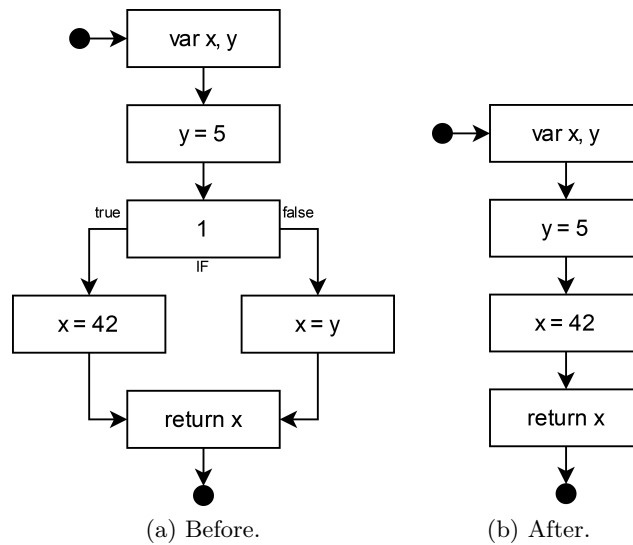 var x, y
y = 5
true
1
false
IF
x = 42
x = y
return x
(a) Before.
var x, y
y = 5
x = 42
return x
(b) After.